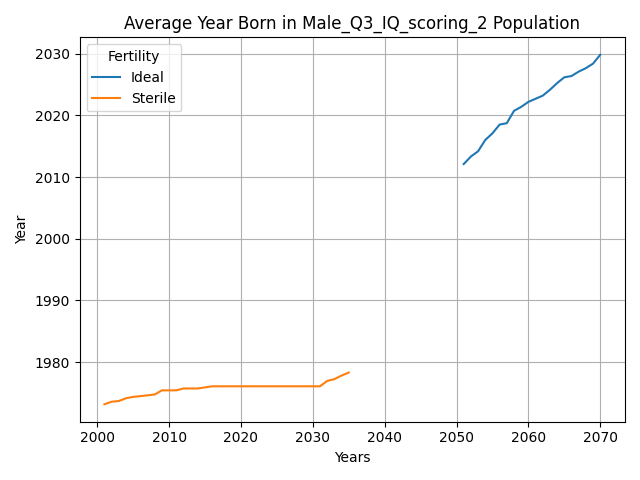 Average Year Born in Male_Q3_IQ_scoring_2 Population
Fertility
Ideal
Sterile
Year
2030
2020
2010
2000
1990
1980
2000 2010 2020 2030 2040 2050 2060 2070
Years